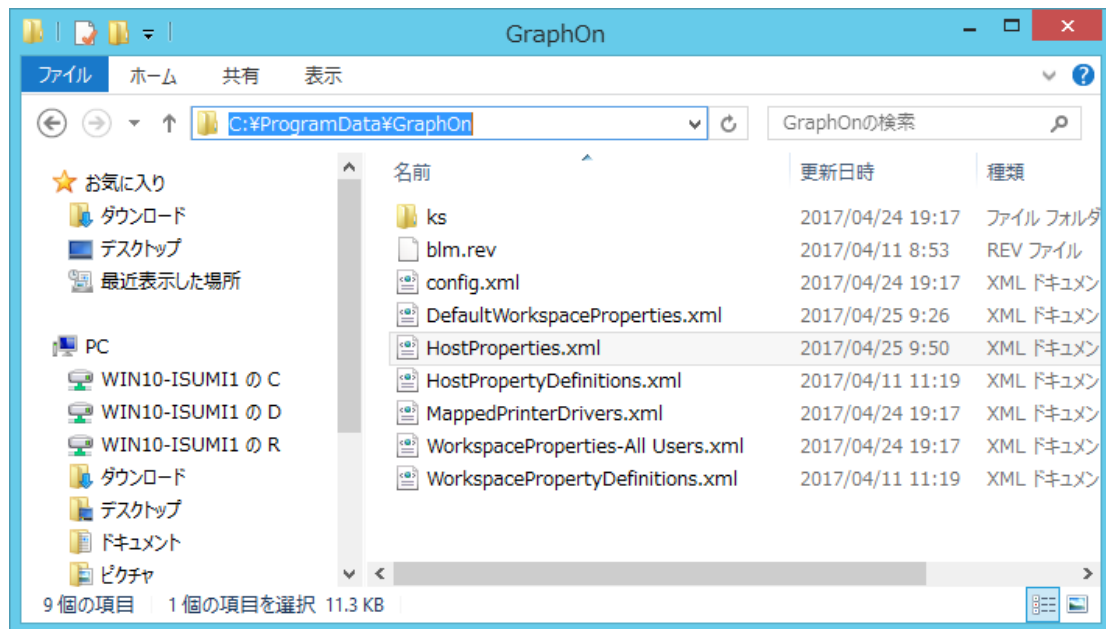 GraphOn
ファイル ホーム 共有 表示
C:¥ProgramData¥GraphOn GraphOnの検索
お気に入り
ダウンロード
デスクトップ
最近表示した場所
PC
WIN10-ISUMI1 の C
WIN10-ISUMI1 の D
WIN10-ISUMI1 の R
ダウンロード
デスクトップ
ドキュメント
ピクチャ
名前 更新日時 種類
ks 2017/04/24 19:17 ファイル フォルダ
blm.rev 2017/04/11 8:53 REV ファイル
config.xml 2017/04/24 19:17 XML ドキュメン
DefaultWorkspaceProperties.xml 2017/04/25 9:26 XML ドキュメン
HostProperties.xml 2017/04/25 9:50 XML ドキュメン
HostPropertyDefinitions.xml 2017/04/11 11:19 XML ドキュメン
MappedPrinterDrivers.xml 2017/04/24 19:17 XML ドキュメン
WorkspaceProperties-All Users.xml 2017/04/24 19:17 XML ドキュメン
WorkspacePropertyDefinitions.xml 2017/04/11 11:19 XML ドキュメン
9 個の項目 1 個の項目を選択 11.3 KB